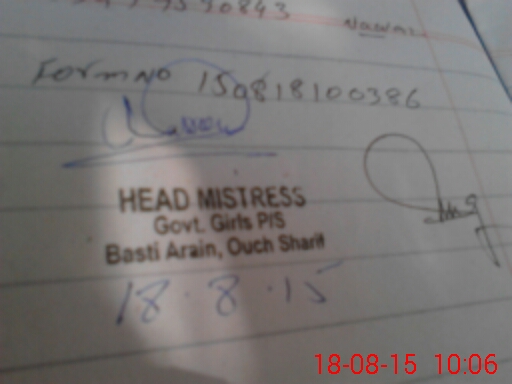 Form NO 150818100386
HEAD MISTRESS
Govt. Girls P/S
Basti Arain, Ouch Sharif
18.8.15
18-08-15 10:06